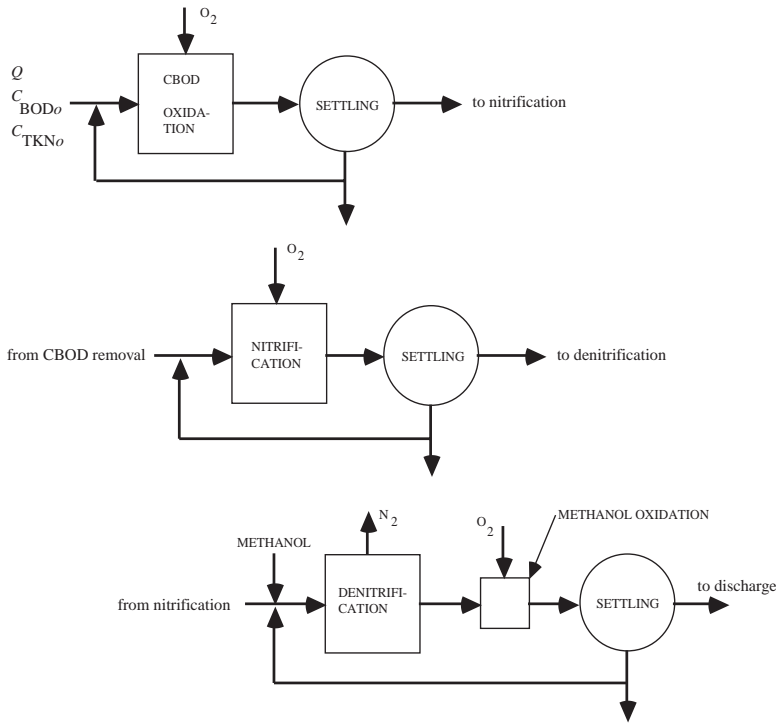 O2
Q
CBODo
CTKNo
CBOD
OXIDA-
TION
SETTLING
to nitrification
O2
from CBOD removal
NITRIFI-
CATION
SETTLING
to denitrification
N2
O2
METHANOL OXIDATION
METHANOL
from nitrification
DENITRIFI-
CATION
SETTLING
to discharge